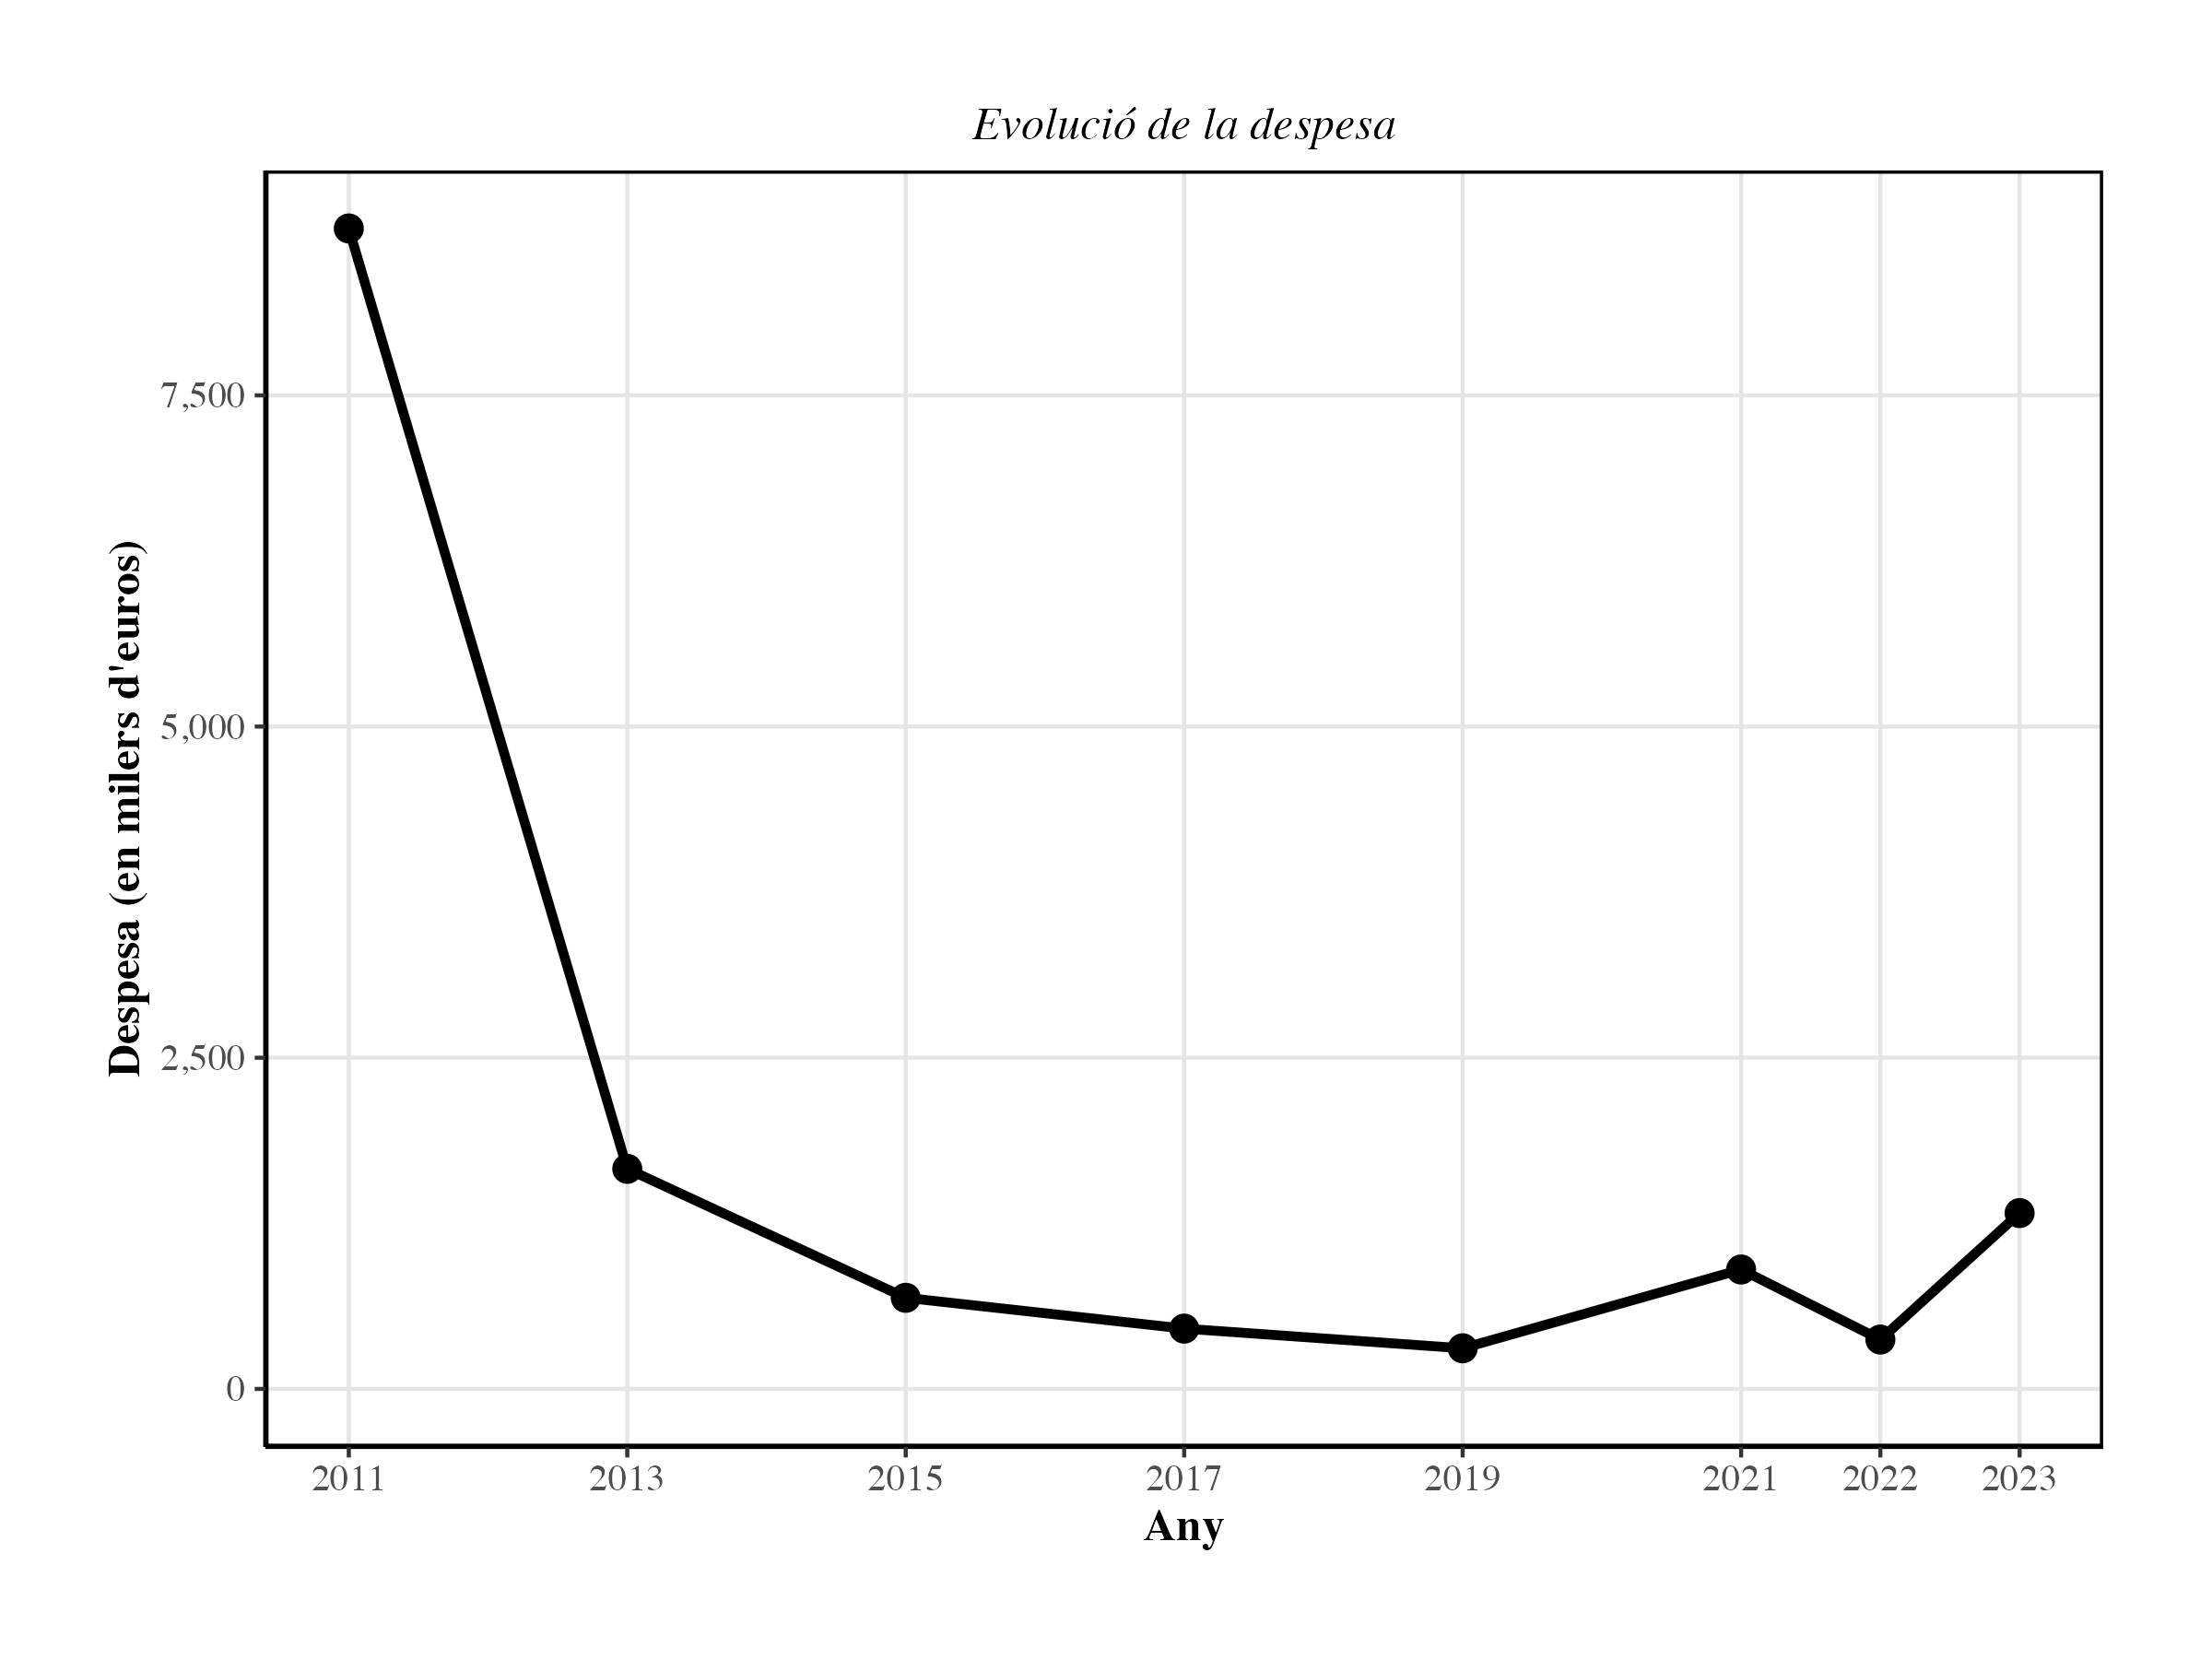 Evolució de la despesa
Despesa (en milers d'euros)
7,500
5,000
2,500
0
2011 2013 2015 2017 2019 2021 2022 2023
Any